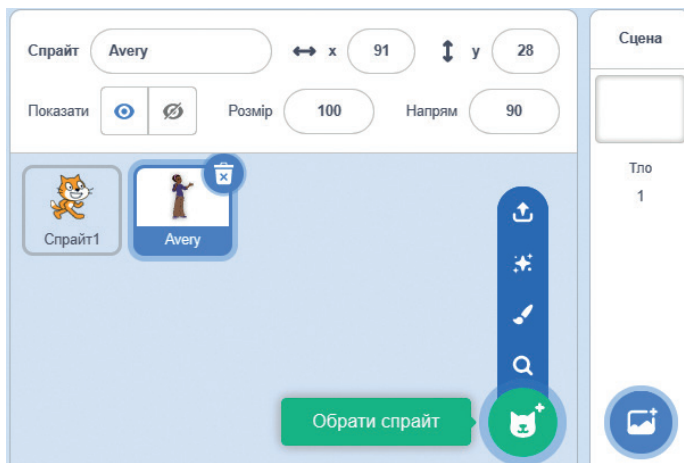 Спрайт Avery x 91 y 28
Показати Розмір 100 Напрям 90
Спрайт1 Avery
Обрати спрайт
Сцена
Тло
1